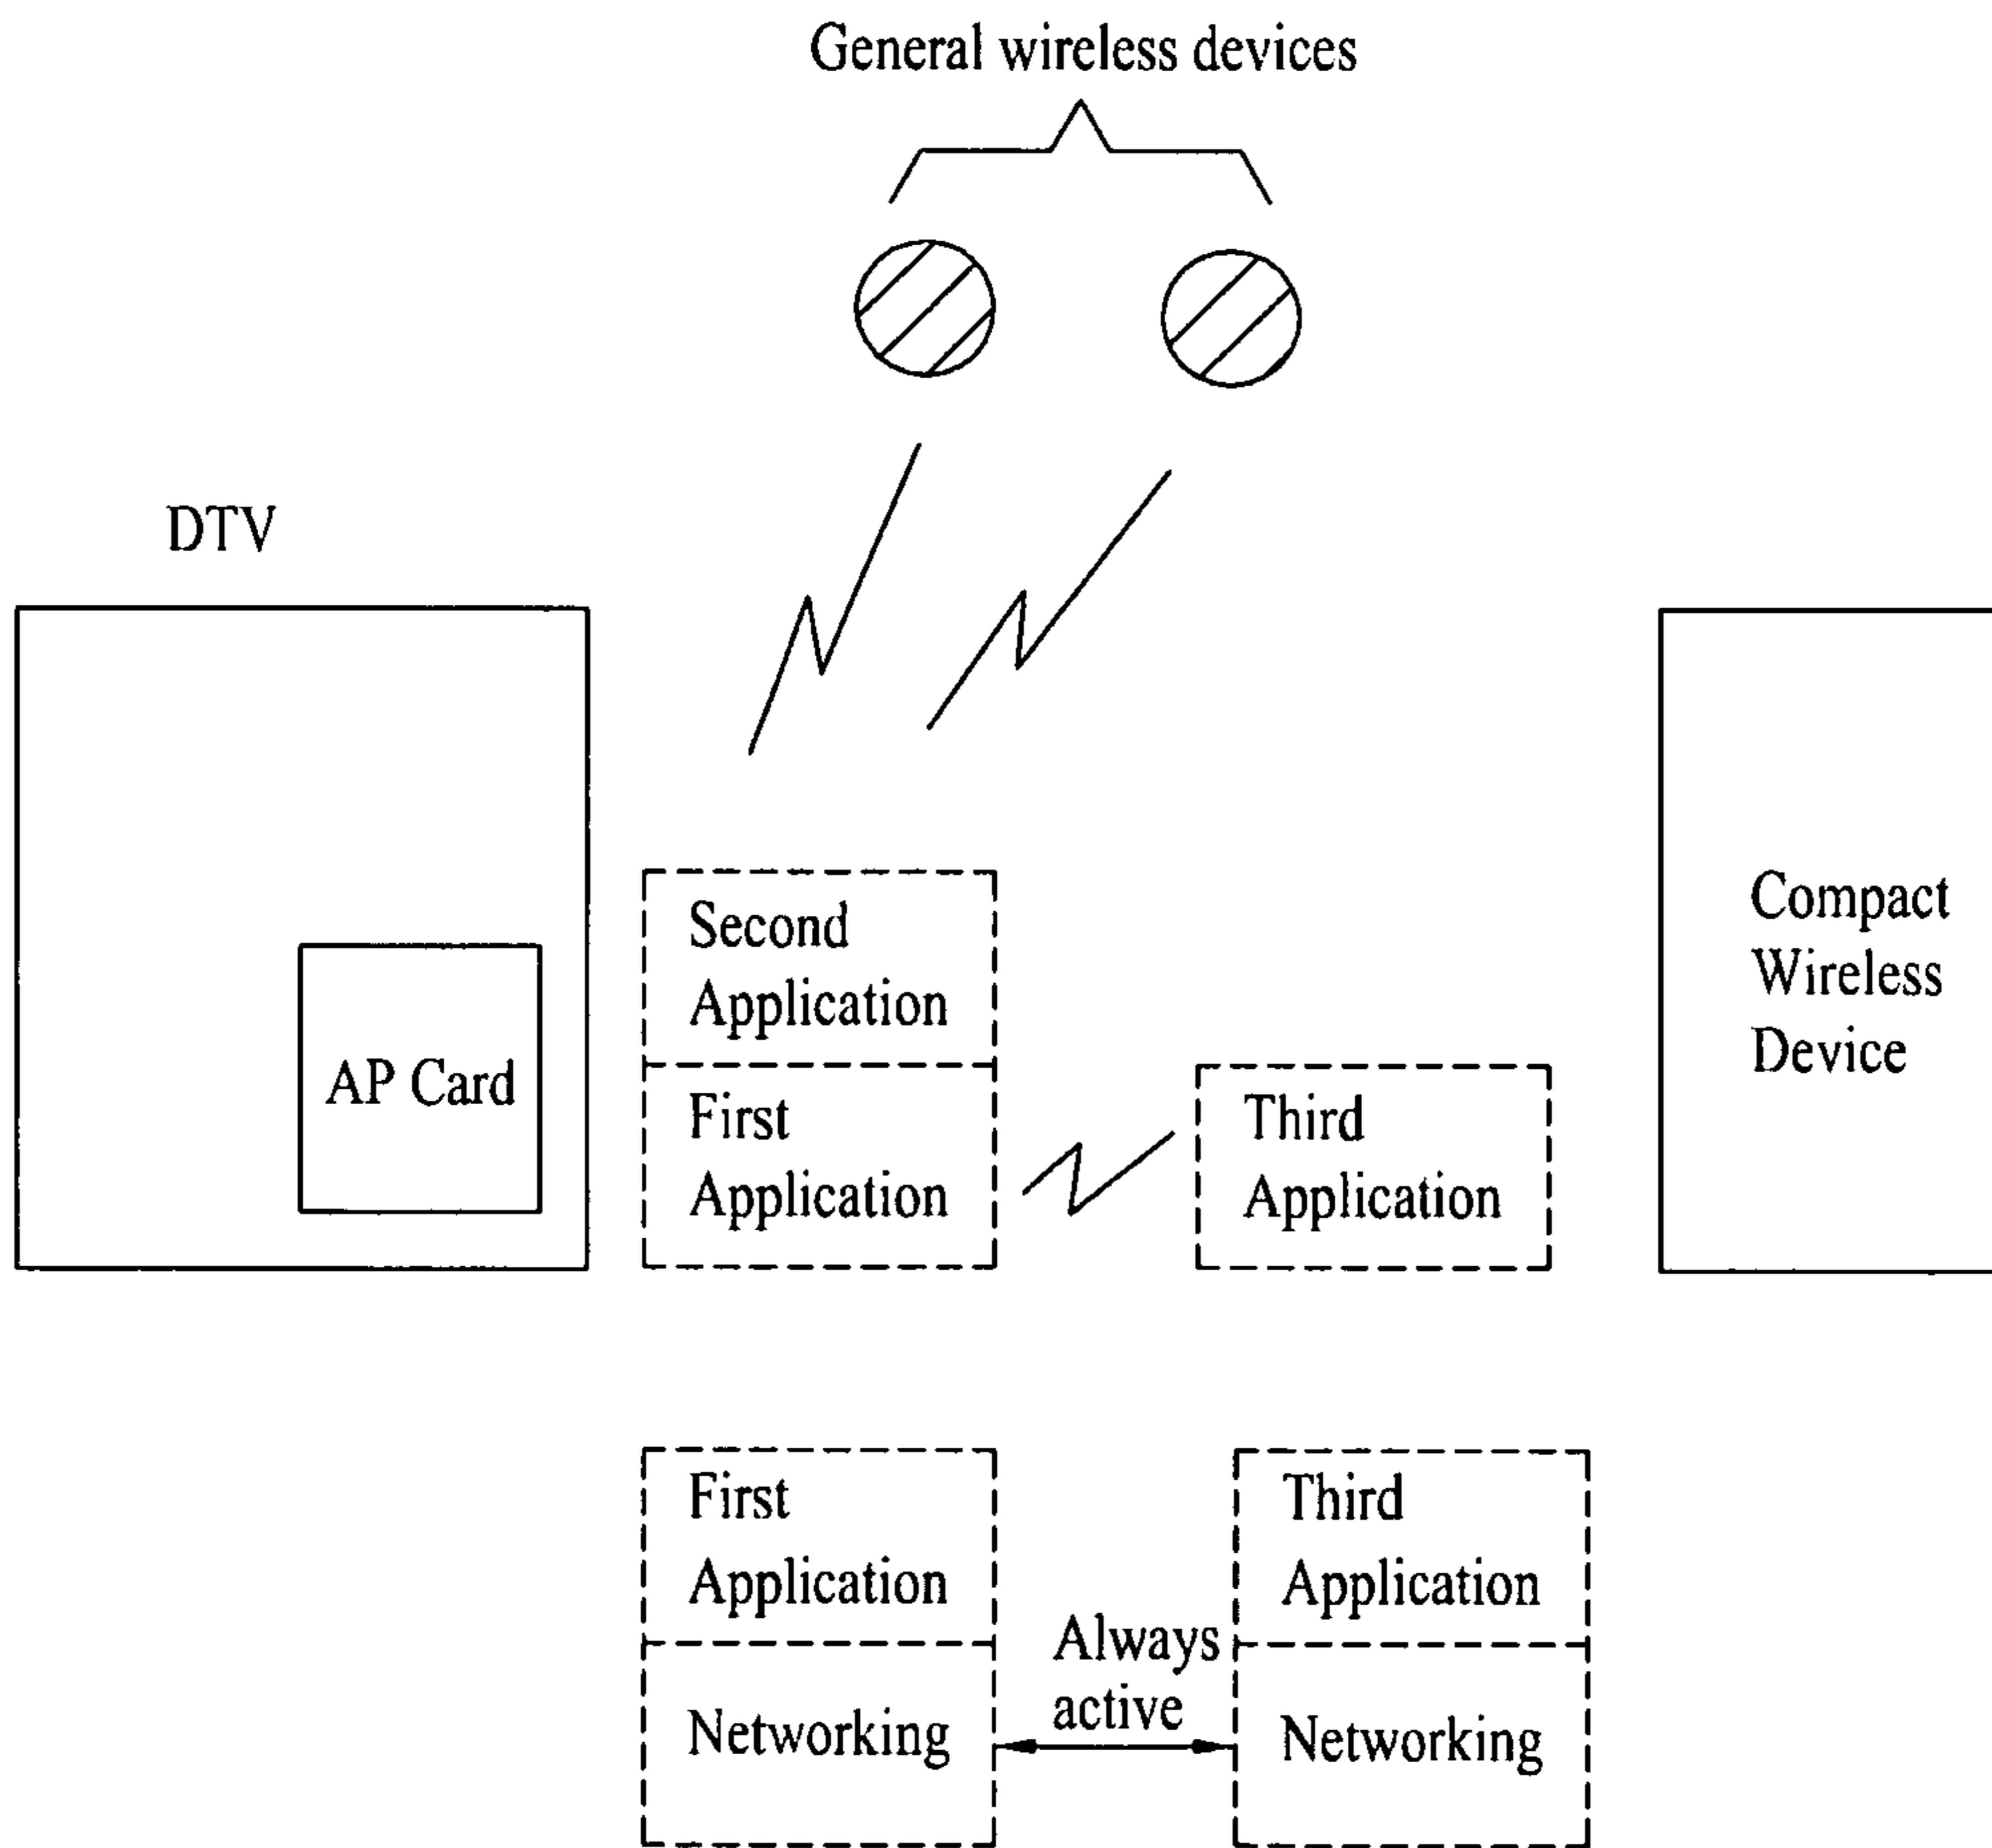 General wireless devices
DTV
AP Card
Second
Application
First
Application
Third
Application
Compact
Wireless
Device
First
Application
Networking
Always
active
Third
Application
Networking